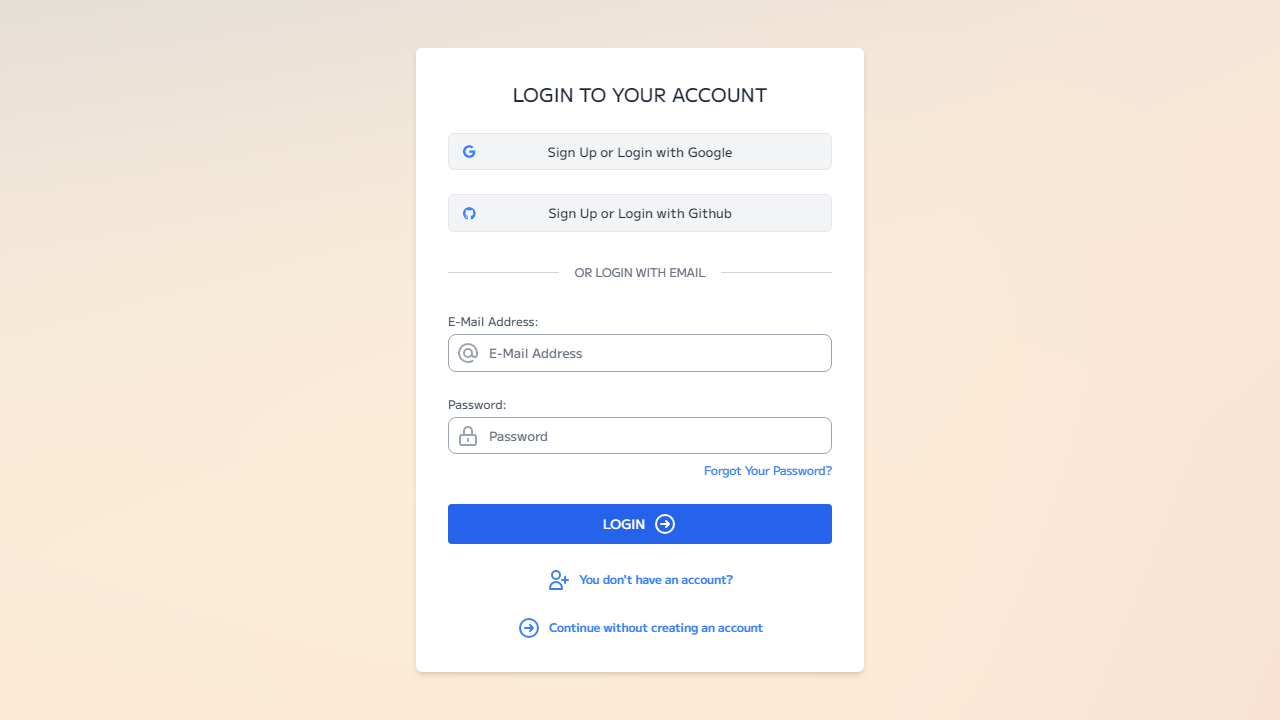 LOGIN TO YOUR ACCOUNT
Sign Up or Login with Google
Sign Up or Login with Github
OR LOGIN WITH EMAIL
E-Mail Address:
E-Mail Address
Password:
Password
Forgot Your Password?
LOGIN
You don't have an account?
Continue without creating an account